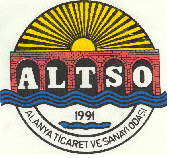 ALTSO
1991
ALANYA TİCARET VE SANAYİ ODASI